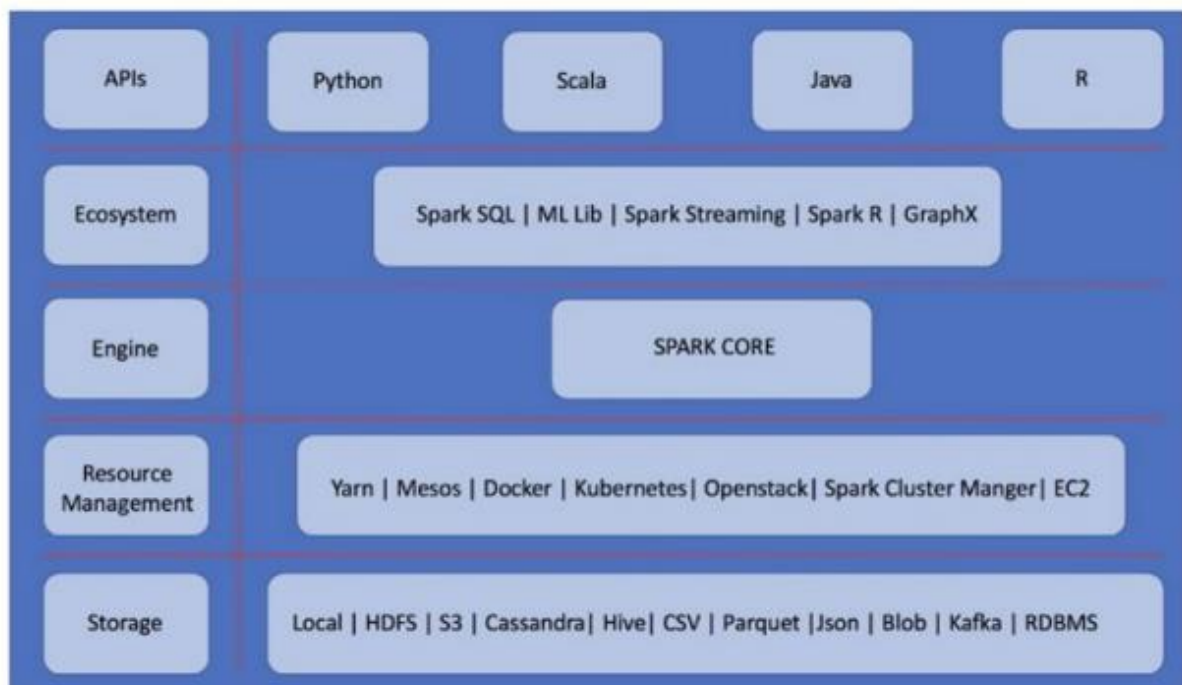 APIs
Python
Scala
Java
R
Ecosystem
Spark SQL | ML Lib | Spark Streaming | Spark R | GraphX
Engine
SPARK CORE
Resource
Management
Yarn | Mesos | Docker | Kubernetes| Openstack| Spark Cluster Manger| EC2
Storage
Local | HDFS | S3 | Cassandra| Hive| CSV | Parquet |Json | Blob | Kafka | RDBMS